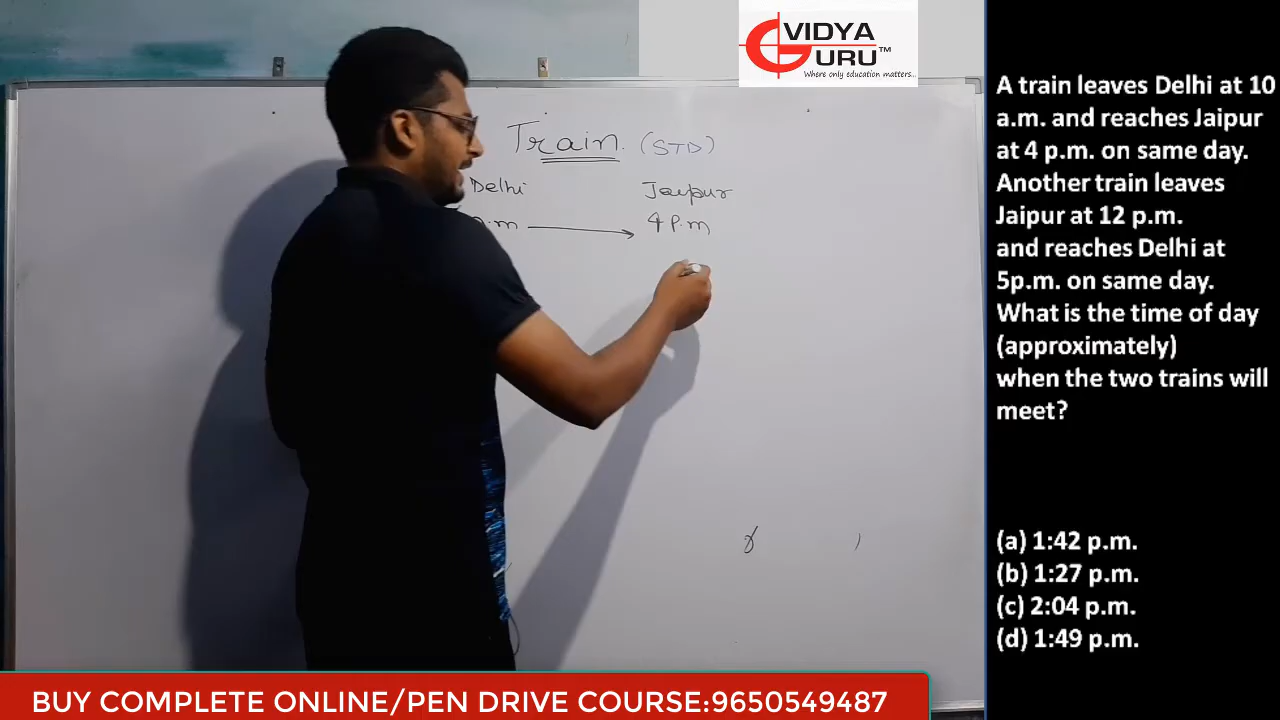 VIDYA
GURU™
Where only education matters...
Train. (STD)
Delhi Jaipur
.m 4 P.m
A train leaves Delhi at 10
a.m. and reaches Jaipur
at 4 p.m. on same day.
Another train leaves
Jaipur at 12 p.m.
and reaches Delhi at
5p.m. on same day.
What is the time of day
(approximately)
when the two trains will
meet?
(a) 1:42 p.m.
(b) 1:27 p.m.
(c) 2:04 p.m.
(d) 1:49 p.m.
BUY COMPLETE ONLINE/PEN DRIVE COURSE:9650549487